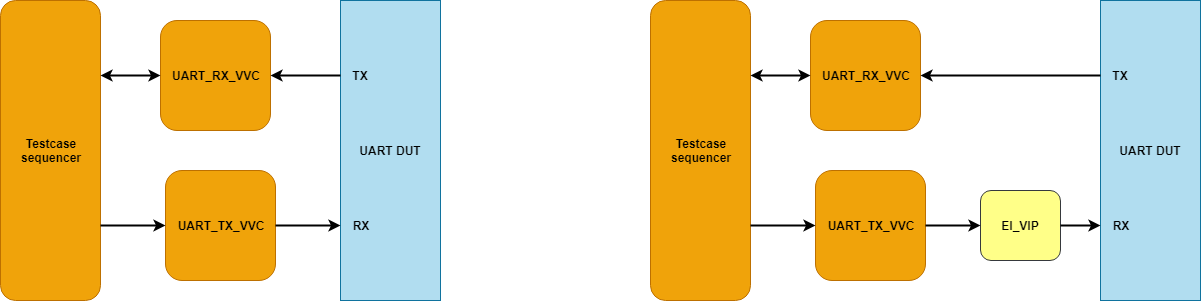 UART_RX_VVC
TX
Testcase
sequencer
UART DUT
UART_TX_VVC
RX
UART_RX_VVC
TX
Testcase
sequencer
UART DUT
UART_TX_VVC
EI_VIP
RX